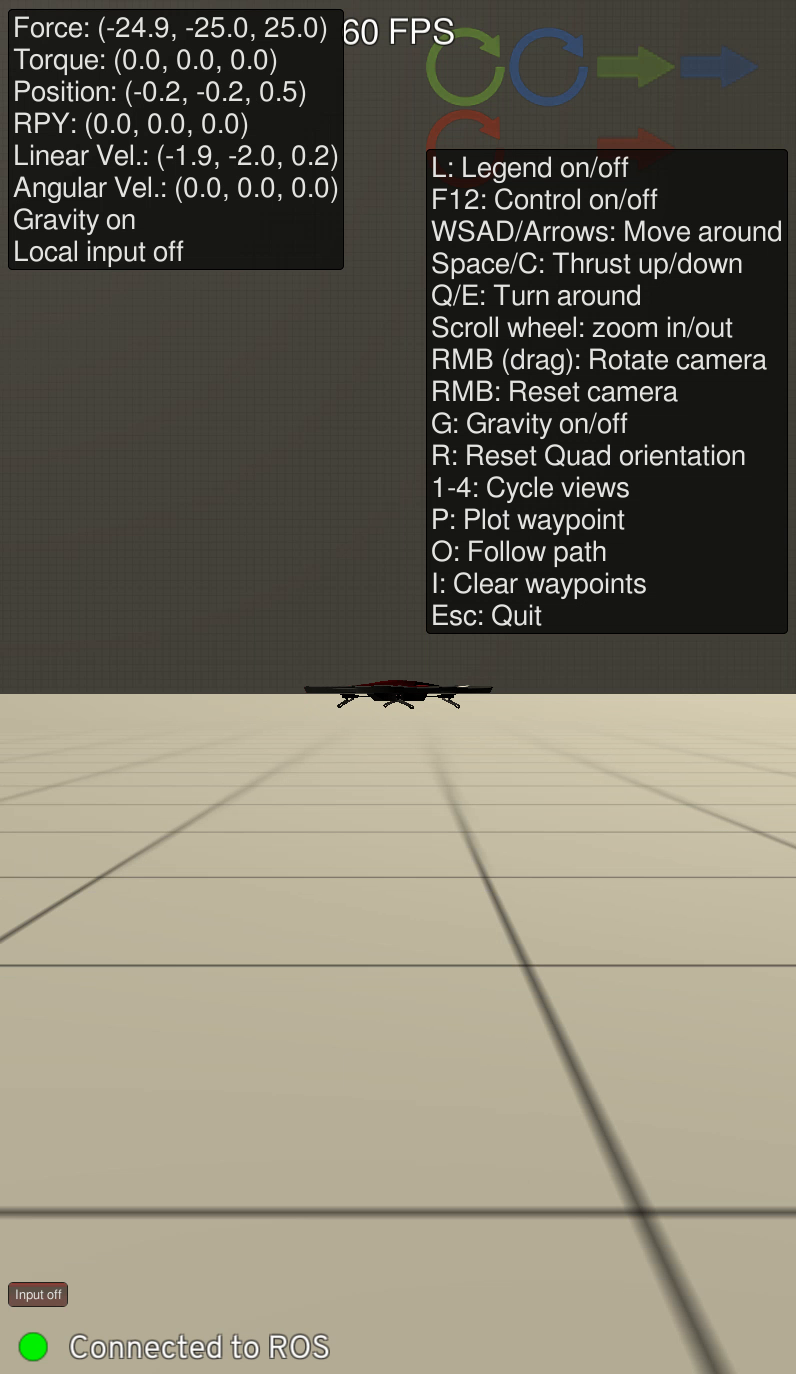 Force: (-24.9, -25.0, 25.0)
Torque: (0.0, 0.0, 0.0)
Position: (-0.2, -0.2, 0.5)
RPY: (0.0, 0.0, 0.0)
Linear Vel.: (-1.9, -2.0, 0.2)
Angular Vel.: (0.0, 0.0, 0.0)
Gravity on
Local input off
60 FPS
L: Legend on/off
F12: Control on/off
WSAD/Arrows: Move around
Space/C: Thrust up/down
Q/E: Turn around
Scroll wheel: zoom in/out
RMB (drag): Rotate camera
RMB: Reset camera
G: Gravity on/off
R: Reset Quad orientation
1-4: Cycle views
P: Plot waypoint
O: Follow path
I: Clear waypoints
Esc: Quit
Input off
Connected to ROS